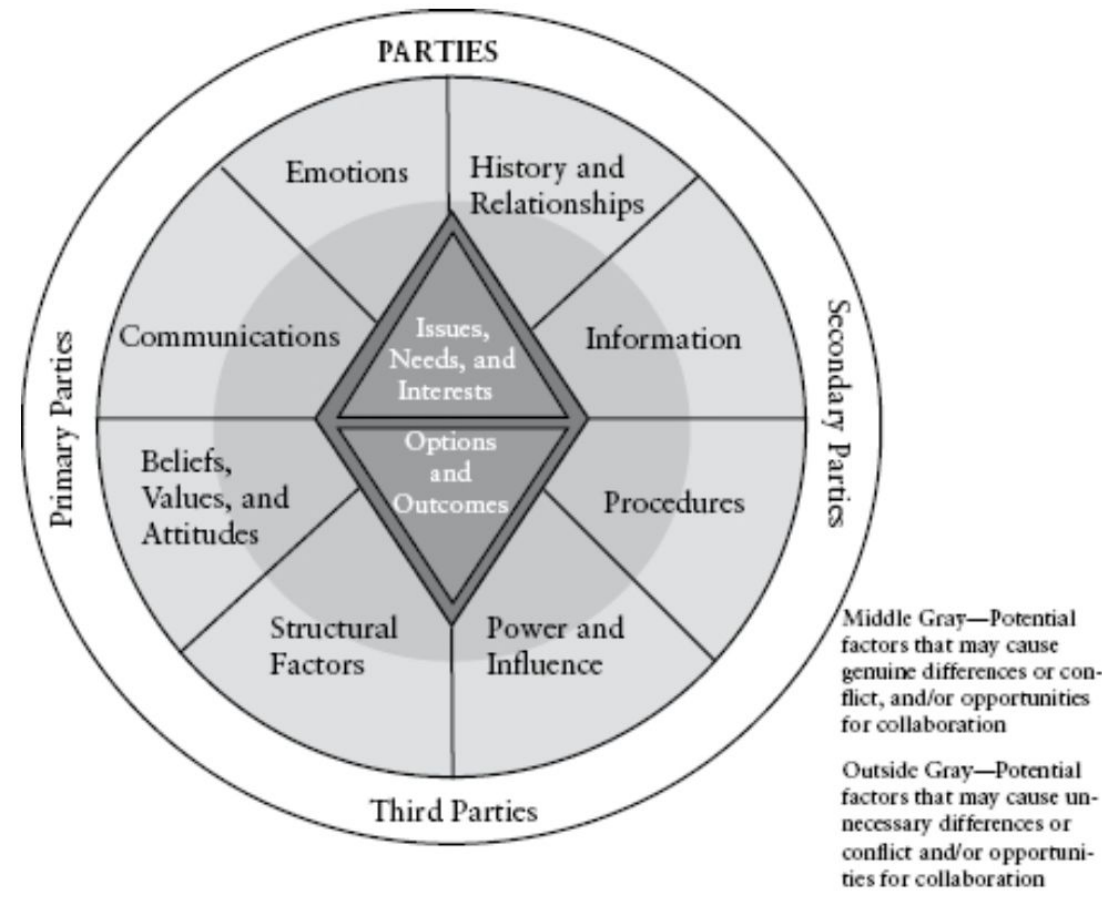 PARTIES
Emotions
History and
Relationships
Communications
Issues,
Needs, and
Interests
Information
Primary Parties
Secondary Parties
Options
and
Outcomes
Beliefs,
Values, and
Attitudes
Procedures
Structural
Factors
Power and
Influence
Third Parties
Middle Gray—Potential
factors that may cause
genuine differences or con-
flict, and/or opportunities
for collaboration
Outside Gray—Potential
factors that may cause un-
necessary differences or
conflict and/or opportuni-
ties for collaboration